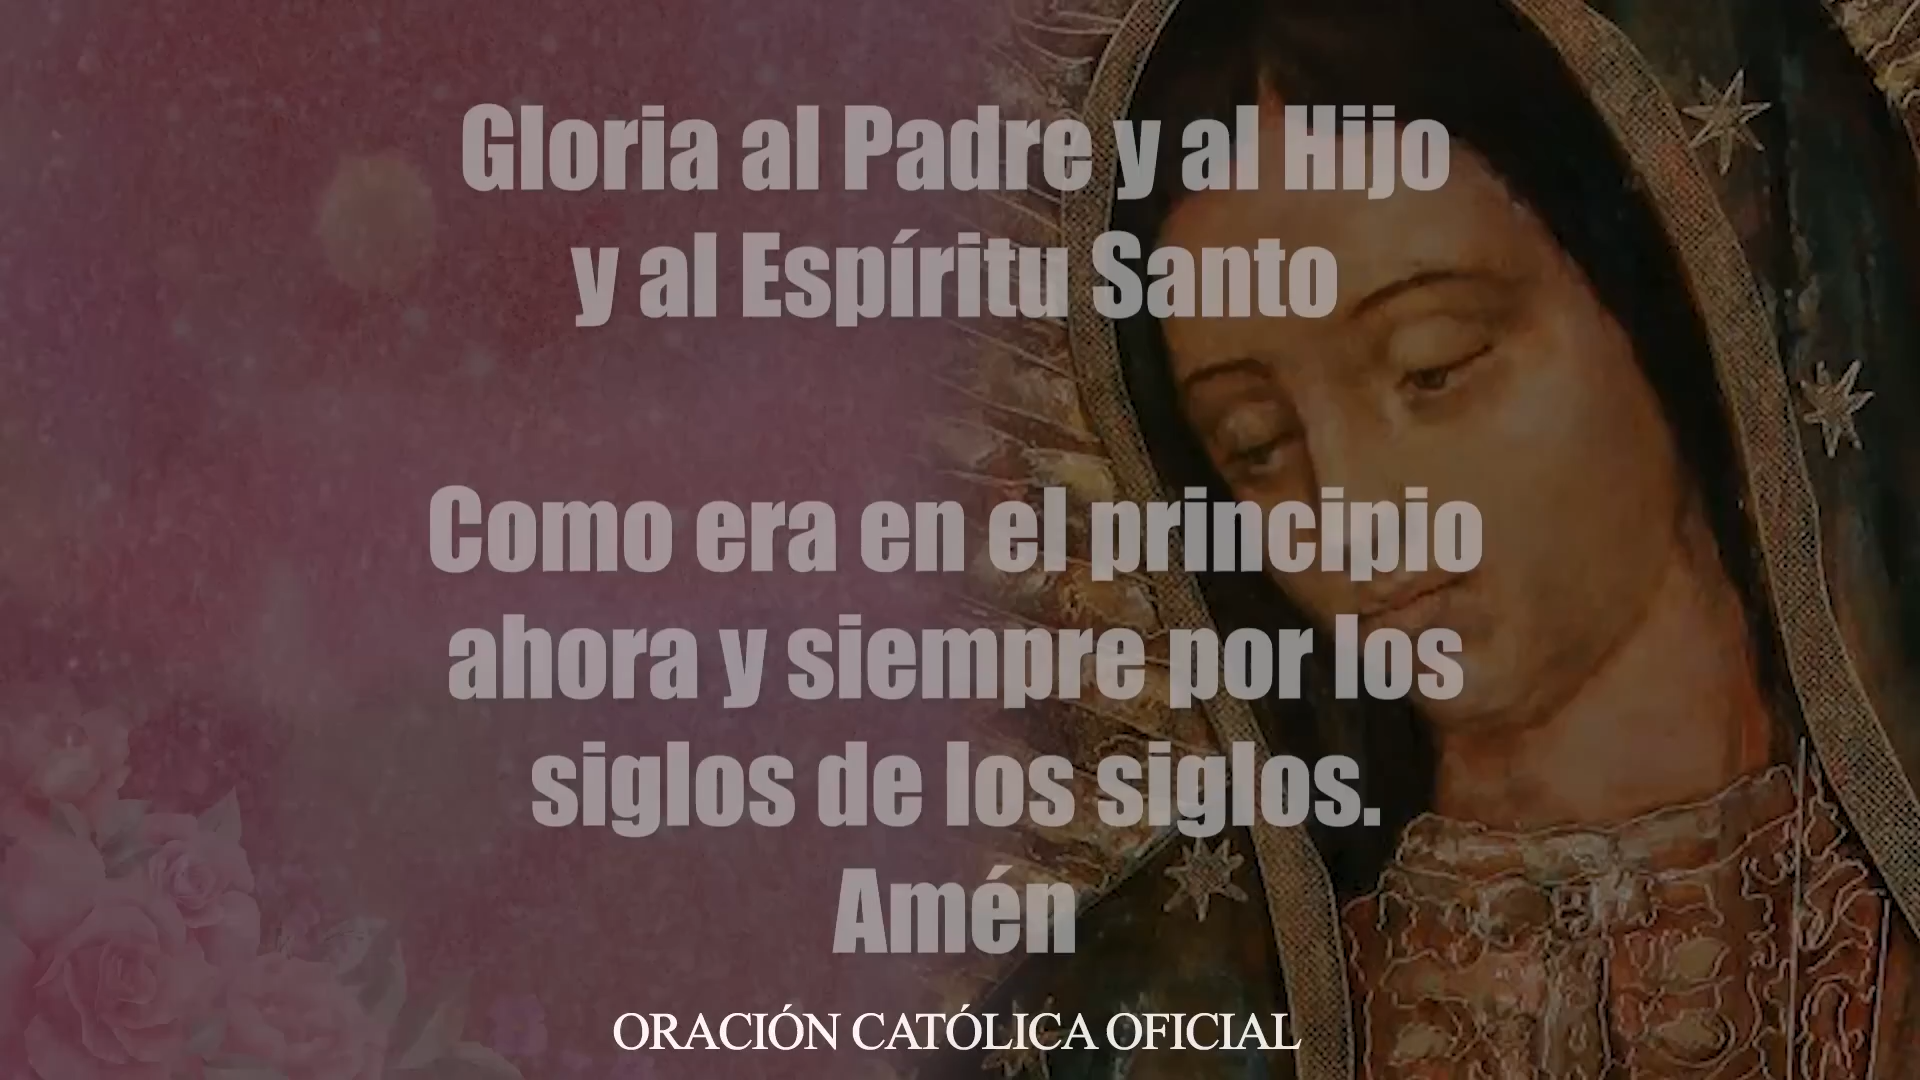 Gloria al Padre y al Hijo
y al Espíritu Santo
Como era en el principio
ahora y siempre por los
siglos de los siglos.
Amén
ORACIÓN CATÓLICA OFICIAL